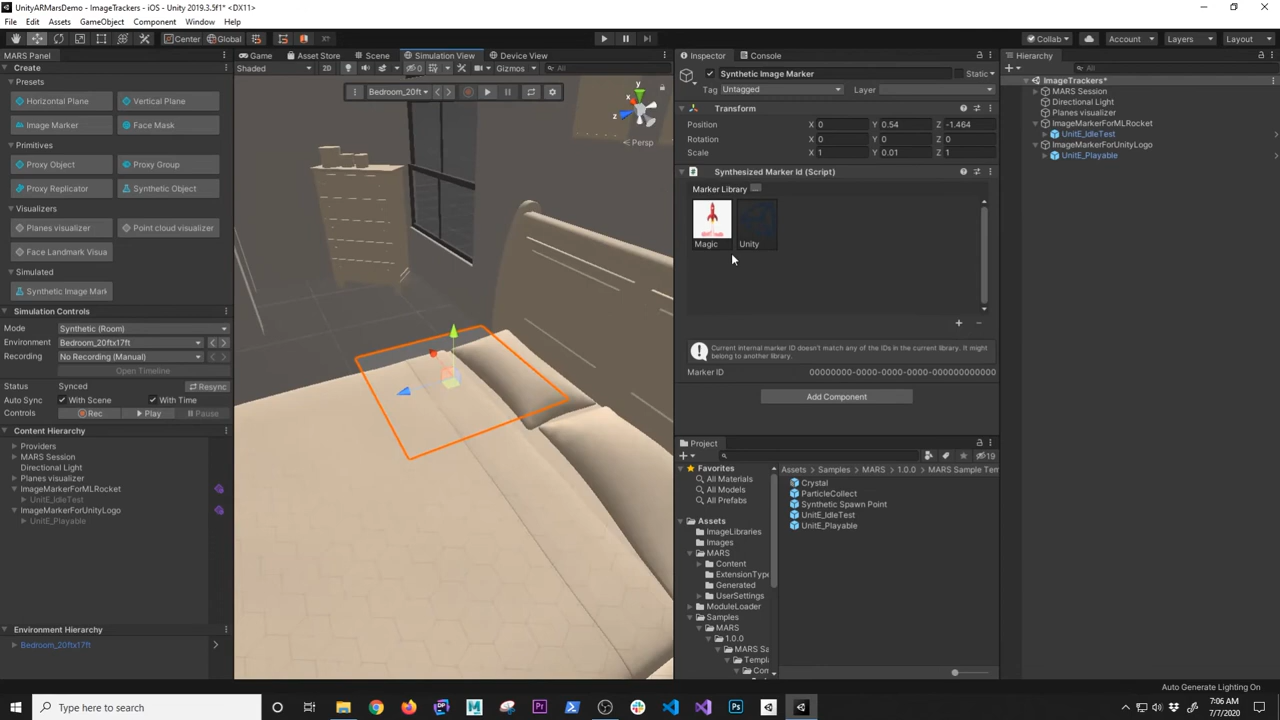 UnityARMarsDemo - ImageTrackers - iOS - Unity 2019.3.5f1* <DX11>
File Edit Assets GameObject Component Window Help
Center Global Collab Account Layers Layout
MARS Panel
Create
Presets
Horizontal Plane Vertical Plane
Image Marker Face Mask
Primitives
Proxy Object Proxy Group
Proxy Replicator Synthetic Object
Visualizers
Planes visualizer Point cloud visualizer
Face Landmark Visua
Simulated
Synthetic Image Mark
Simulation Controls
Mode Synthetic (Room)
Environment Bedroom_20ftx17ft
Recording No Recording (Manual)
Open Timeline
Status Synced Resync
Auto Sync With Scene With Time
Controls Rec Play Pause
Content Hierarchy
Providers
MARS Session
Directional Light
Planes visualizer
ImageMarkerForMLRocket
UnitE_IdleTest
ImageMarkerForUnityLogo
UnitE_Playable
Environment Hierarchy
Bedroom_20ftx17ft
Game Asset Store Scene Simulation View Device View
Shaded 2D Gizmos All
Bedroom_20ft
y
x
z
Persp
Inspector Console
Synthetic Image Marker Static
Tag Untagged Layer
Transform
Position X 0 Y 0.54 Z -1.464
Rotation X 0 Y 0 Z 0
Scale X 1 Y 0.01 Z 1
Synthesized Marker Id (Script)
Marker Library ...
Magic Unity
Current internal marker ID doesn't match any of the IDs in the current library. It might
belong to another library.
Marker ID 00000000-0000-0000-0000-000000000000
Add Component
Project
19
Favorites
All Materials
All Models
All Prefabs
Assets
ImageLibraries
Images
MARS
Content
ExtensionType
Generated
UserSettings
ModuleLoader
Samples
MARS
1.0.0
MARS Sa
Templ
Con
Assets > Samples > MARS > 1.0.0 > MARS Sample Tem
Crystal
ParticleCollect
Synthetic Spawn Point
UnitE_IdleTest
UnitE_Playable
Hierarchy
All
ImageTrackers*
MARS Session
Directional Light
Planes visualizer
ImageMarkerForMLRocket
UnitE_IdleTest
ImageMarkerForUnityLogo
UnitE_Playable
Auto Generate Lighting On
Type here to search
7:06 AM
7/7/2020